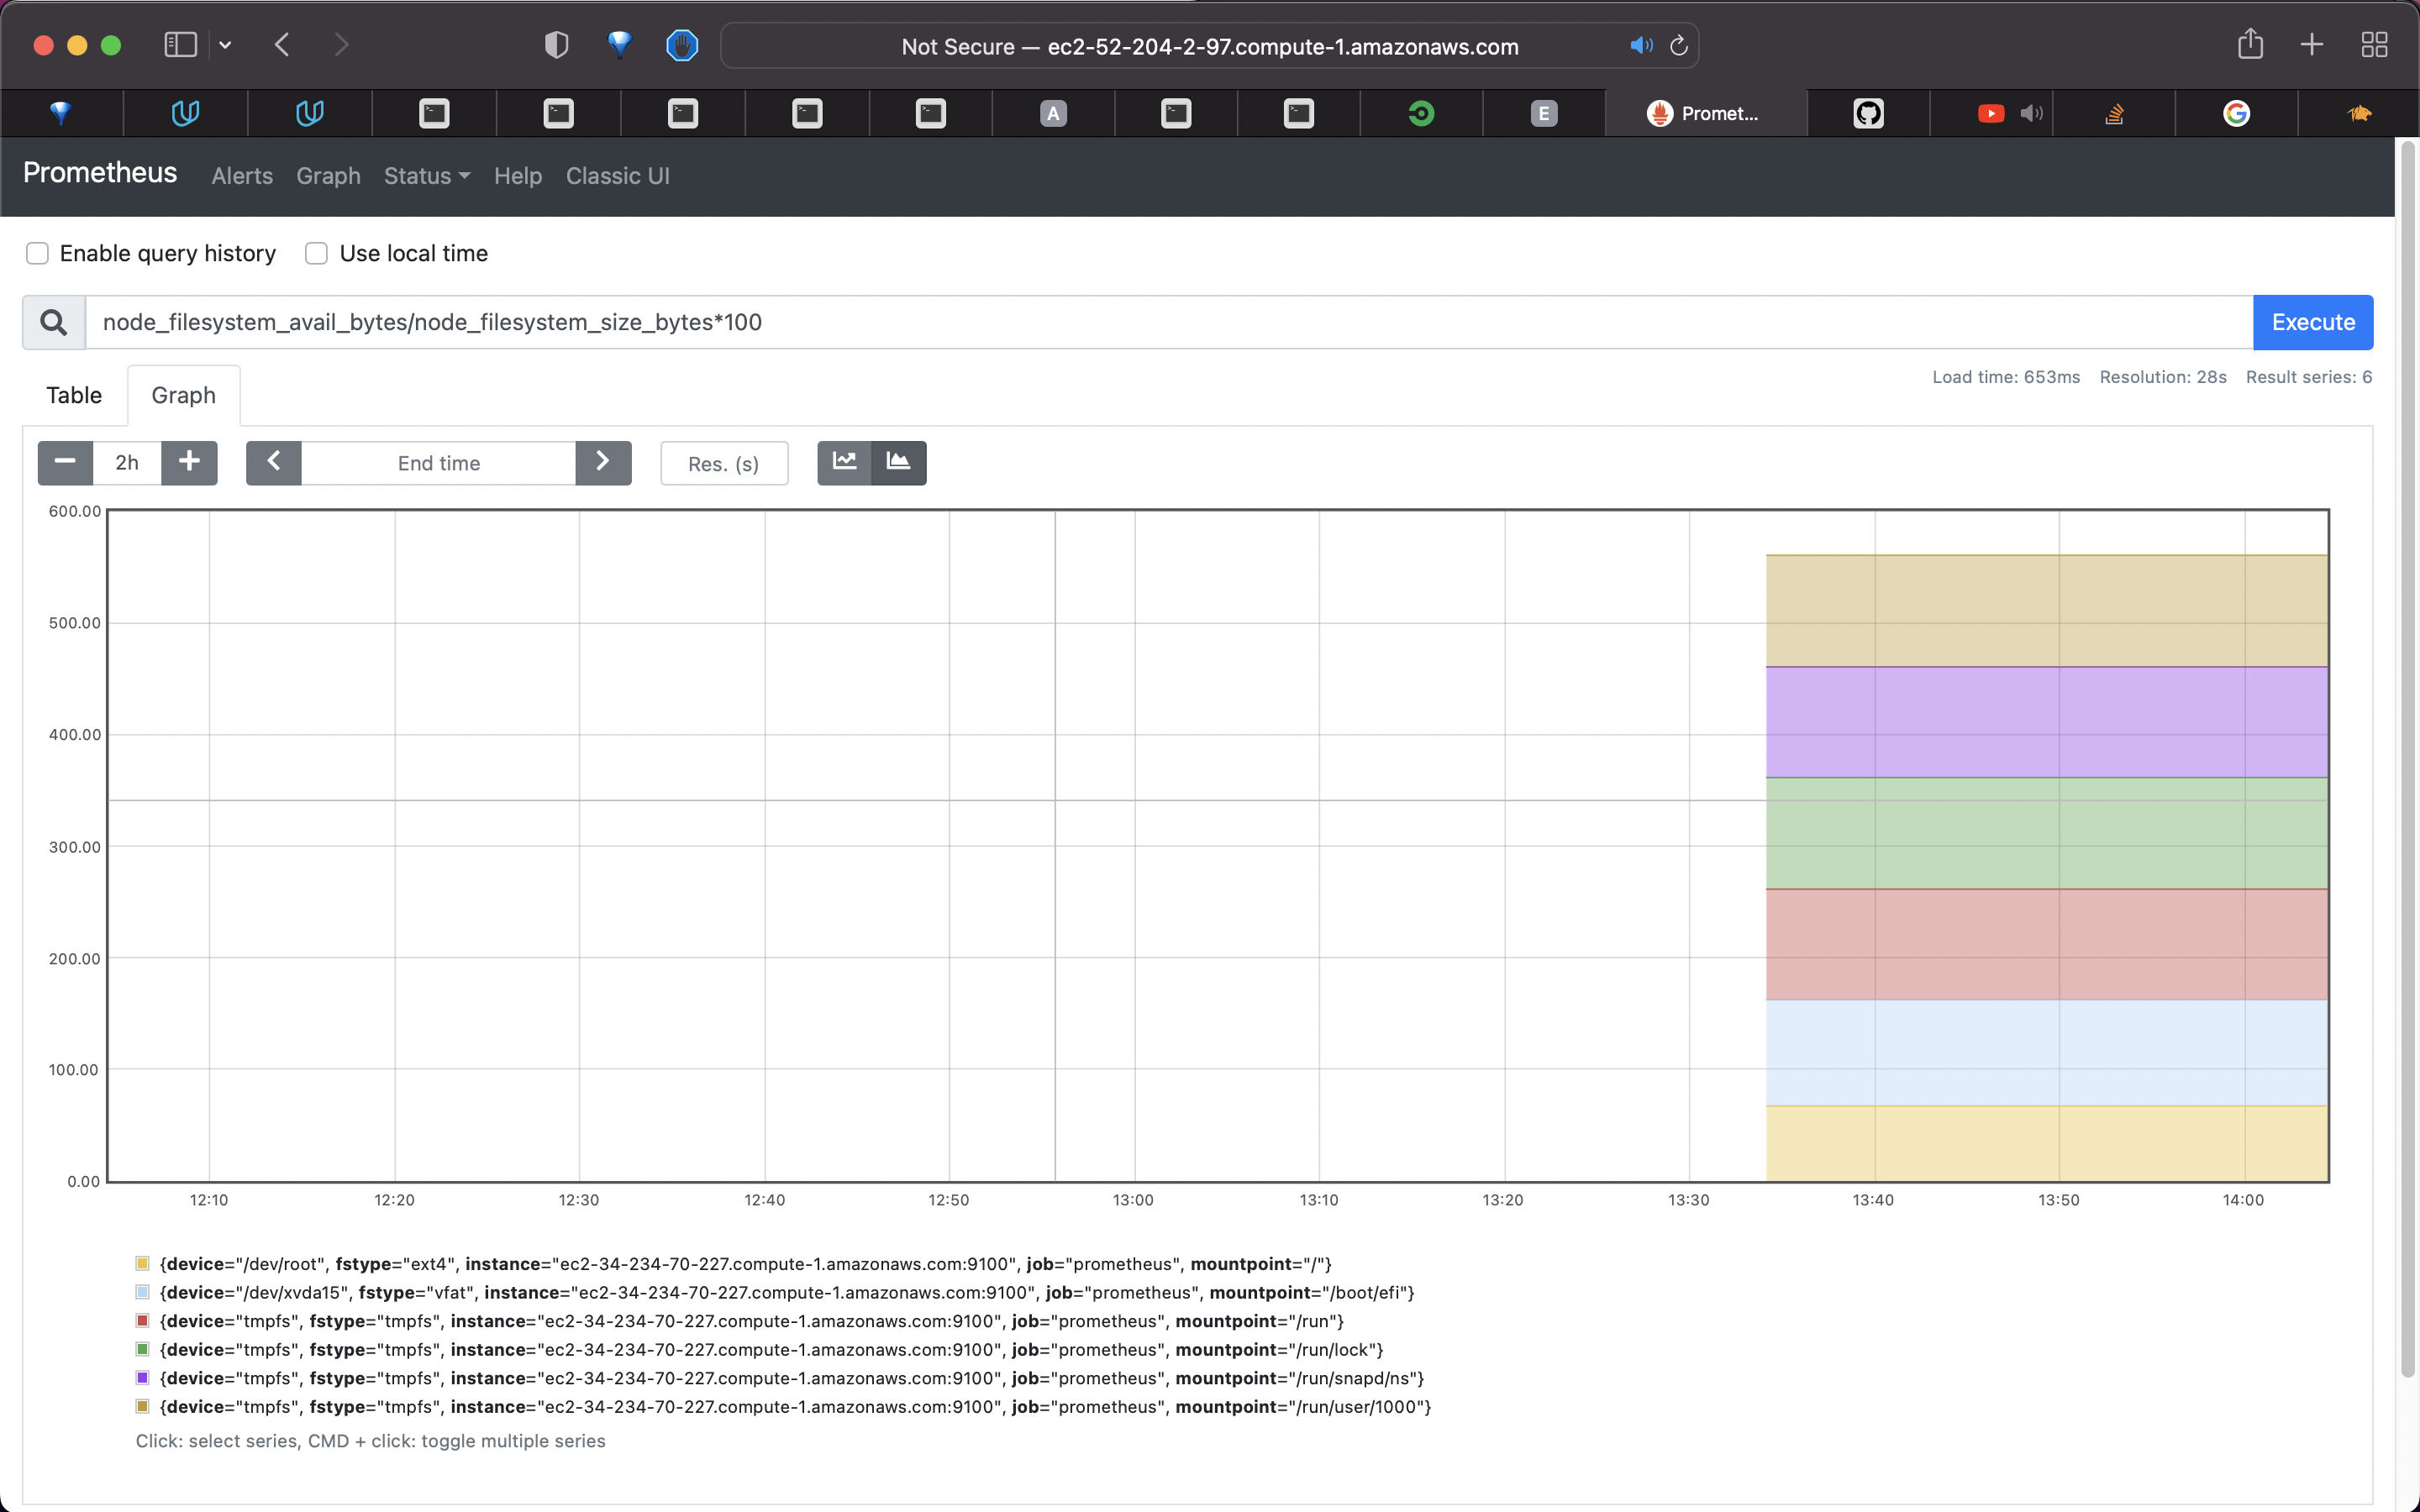 Not Secure — ec2-52-204-2-97.compute-1.amazonaws.com
A
E
Promet...
Prometheus Alerts Graph Status Help Classic UI
Enable query history Use local time
node_filesystem_avail_bytes/node_filesystem_size_bytes*100
Execute
Table Graph
Load time: 653ms Resolution: 28s Result series: 6
2h
End time
Res. (s)
600.00
500.00
400.00
300.00
200.00
100.00
0.00
12:10 12:20 12:30 12:40 12:50 13:00 13:10 13:20 13:30 13:40 13:50 14:00
{device="/dev/root", fstype="ext4", instance="ec2-34-234-70-227.compute-1.amazonaws.com:9100", job="prometheus", mountpoint="/"}
{device="/dev/xvda15", fstype="vfat", instance="ec2-34-234-70-227.compute-1.amazonaws.com:9100", job="prometheus", mountpoint="/boot/efi"}
{device="tmpfs", fstype="tmpfs", instance="ec2-34-234-70-227.compute-1.amazonaws.com:9100", job="prometheus", mountpoint="/run"}
{device="tmpfs", fstype="tmpfs", instance="ec2-34-234-70-227.compute-1.amazonaws.com:9100", job="prometheus", mountpoint="/run/lock"}
{device="tmpfs", fstype="tmpfs", instance="ec2-34-234-70-227.compute-1.amazonaws.com:9100", job="prometheus", mountpoint="/run/snapd/ns"}
{device="tmpfs", fstype="tmpfs", instance="ec2-34-234-70-227.compute-1.amazonaws.com:9100", job="prometheus", mountpoint="/run/user/1000"}
Click: select series, CMD + click: toggle multiple series